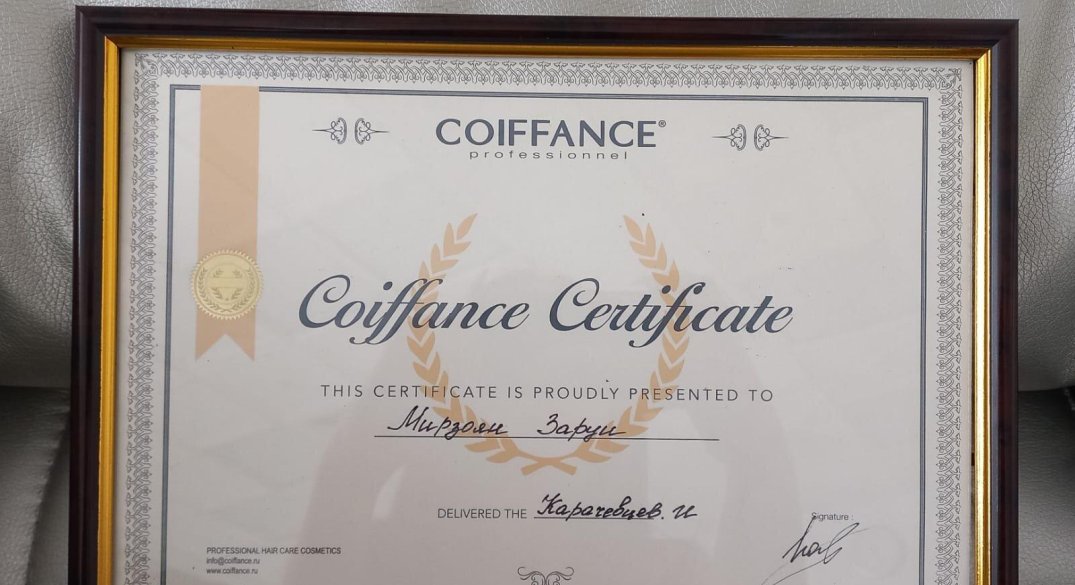 COIFFANCE®
professionnel
Coiffance Certificate
THIS CERTIFICATE IS PROUDLY PRESENTED TO
Мирзоян Заруи
DELIVERED THE Карачевцев. И
Signature :
PROFESSIONAL HAIR CARE COSMETICS
info@coiffance.ru
www.coiffance.ru